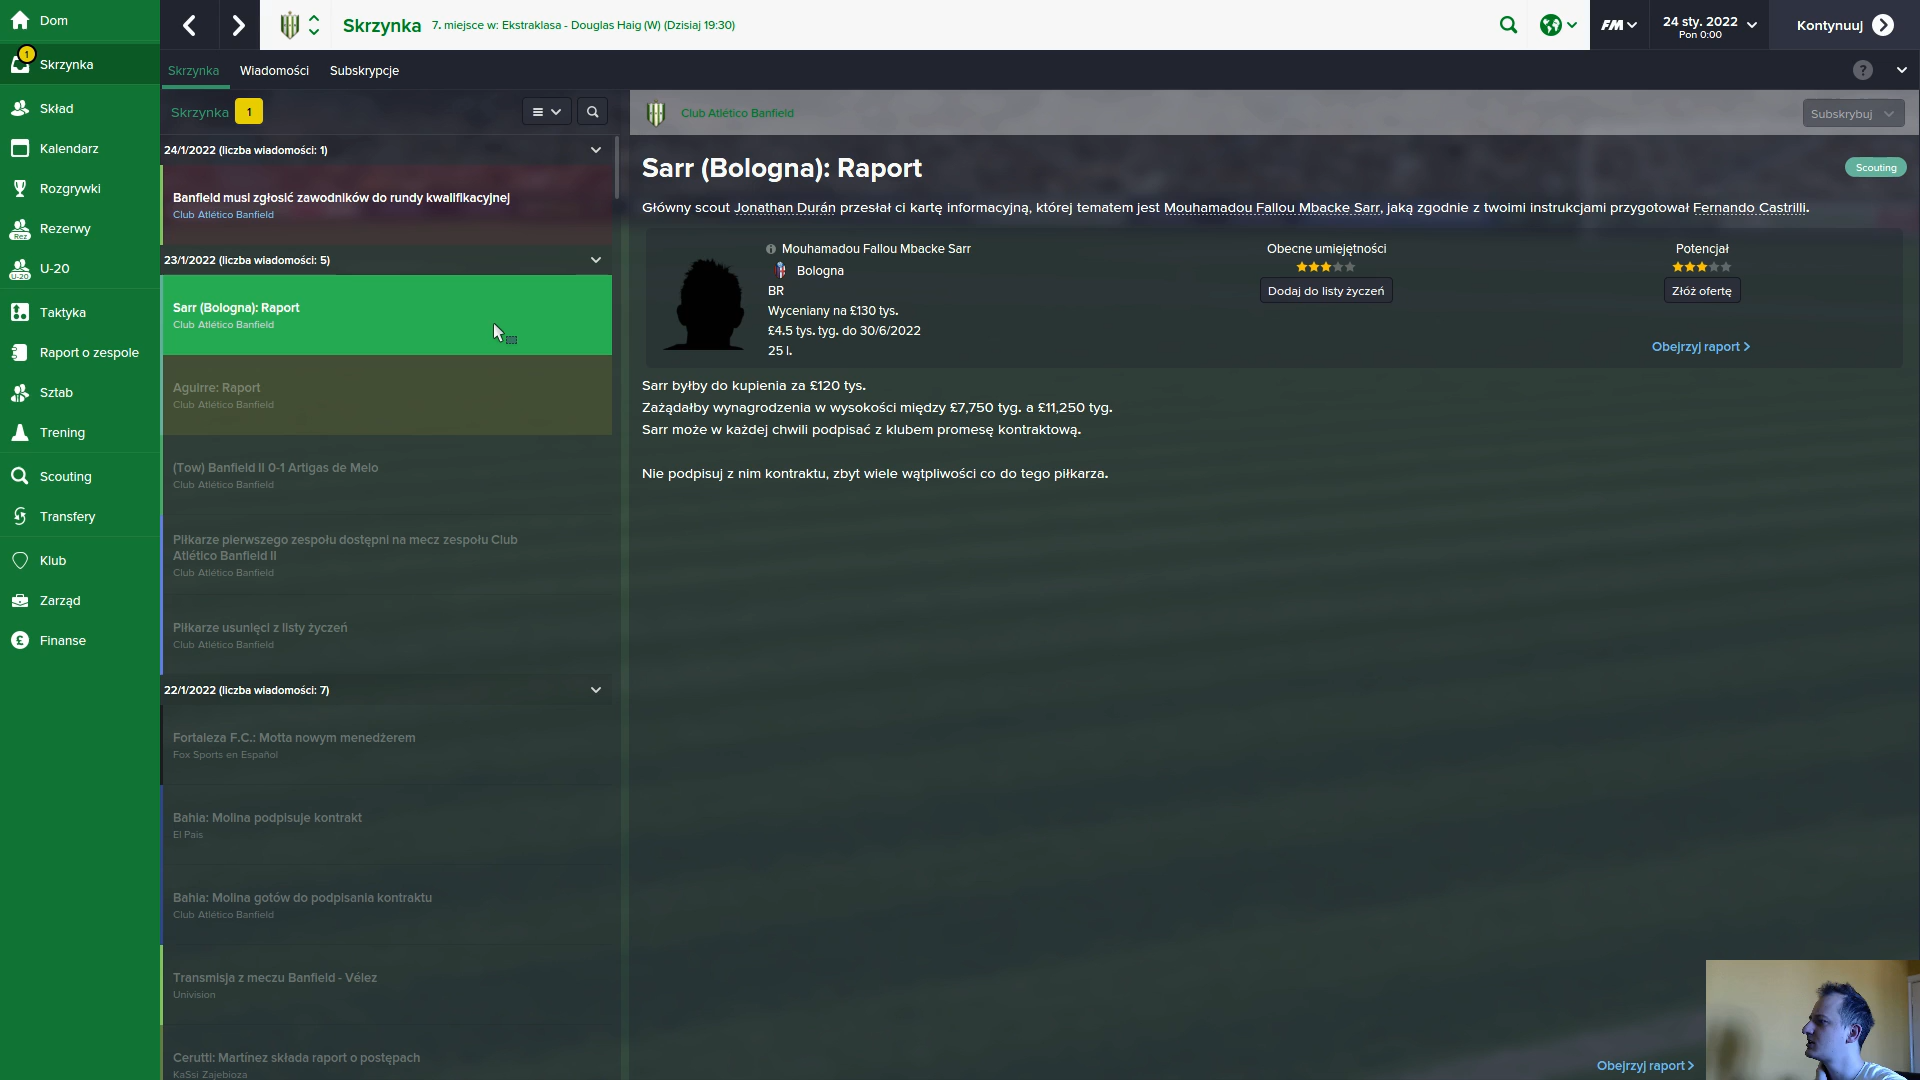 Dom
1
Skrzynka
Skład
Kalendarz
Rozgrywki
Rez
Rezerwy
U-20
U-20
Taktyka
Raport o zespole
Sztab
Trening
Scouting
Transfery
Klub
Zarząd
Finanse
Skrzynka
7. miejsce w: Ekstraklasa - Douglas Haig (W) (Dzisiaj 19:30)
FM
24 sty. 2022
Pon 0:00
Kontynuuj
Skrzynka
Wiadomości
Subskrypcje
?
Skrzynka
1
24/1/2022 (liczba wiadomości: 1)
Banfield musi zgłosić zawodników do rundy kwalifikacyjnej
Club Atlético Banfield
23/1/2022 (liczba wiadomości: 5)
Sarr (Bologna): Raport
Club Atlético Banfield
Aguirre: Raport
Club Atlético Banfield
(Tow) Banfield II 0-1 Artigas de Melo
Club Atlético Banfield
Piłkarze pierwszego zespołu dostępni na mecz zespołu Club
Atlético Banfield II
Club Atlético Banfield
Piłkarze usunięci z listy życzeń
Club Atlético Banfield
22/1/2022 (liczba wiadomości: 7)
Fortaleza F.C.: Motta nowym menedżerem
Fox Sports en Español
Bahia: Molina podpisuje kontrakt
El Pais
Bahia: Molina gotów do podpisania kontraktu
Club Atlético Banfield
Transmisja z meczu Banfield - Vélez
Univision
Cerutti: Martínez składa raport o postępach
KaSsi Zajebioza
Club Atlético Banfield
Subskrybuj
Sarr (Bologna): Raport
Scouting
Główny scout Jonathan Durán przesłał ci kartę informacyjną, której tematem jest Mouhamadou Fallou Mbacke Sarr, jaką zgodnie z twoimi instrukcjami przygotował Fernando Castrilli.
Mouhamadou Fallou Mbacke Sarr
Bologna
BR
Wyceniany na £130 tys.
£4.5 tys. tyg. do 30/6/2022
25 l.
Obecne umiejętności
Dodaj do listy życzeń
Potencjał
Złóż ofertę
Obejrzyj raport >
Sarr byłby do kupienia za £120 tys.
Zażądałby wynagrodzenia w wysokości między £7,750 tyg. a £11,250 tyg.
Sarr może w każdej chwili podpisać z klubem promesę kontraktową.
Nie podpisuj z nim kontraktu, zbyt wiele wątpliwości co do tego piłkarza.
Obejrzyj raport >